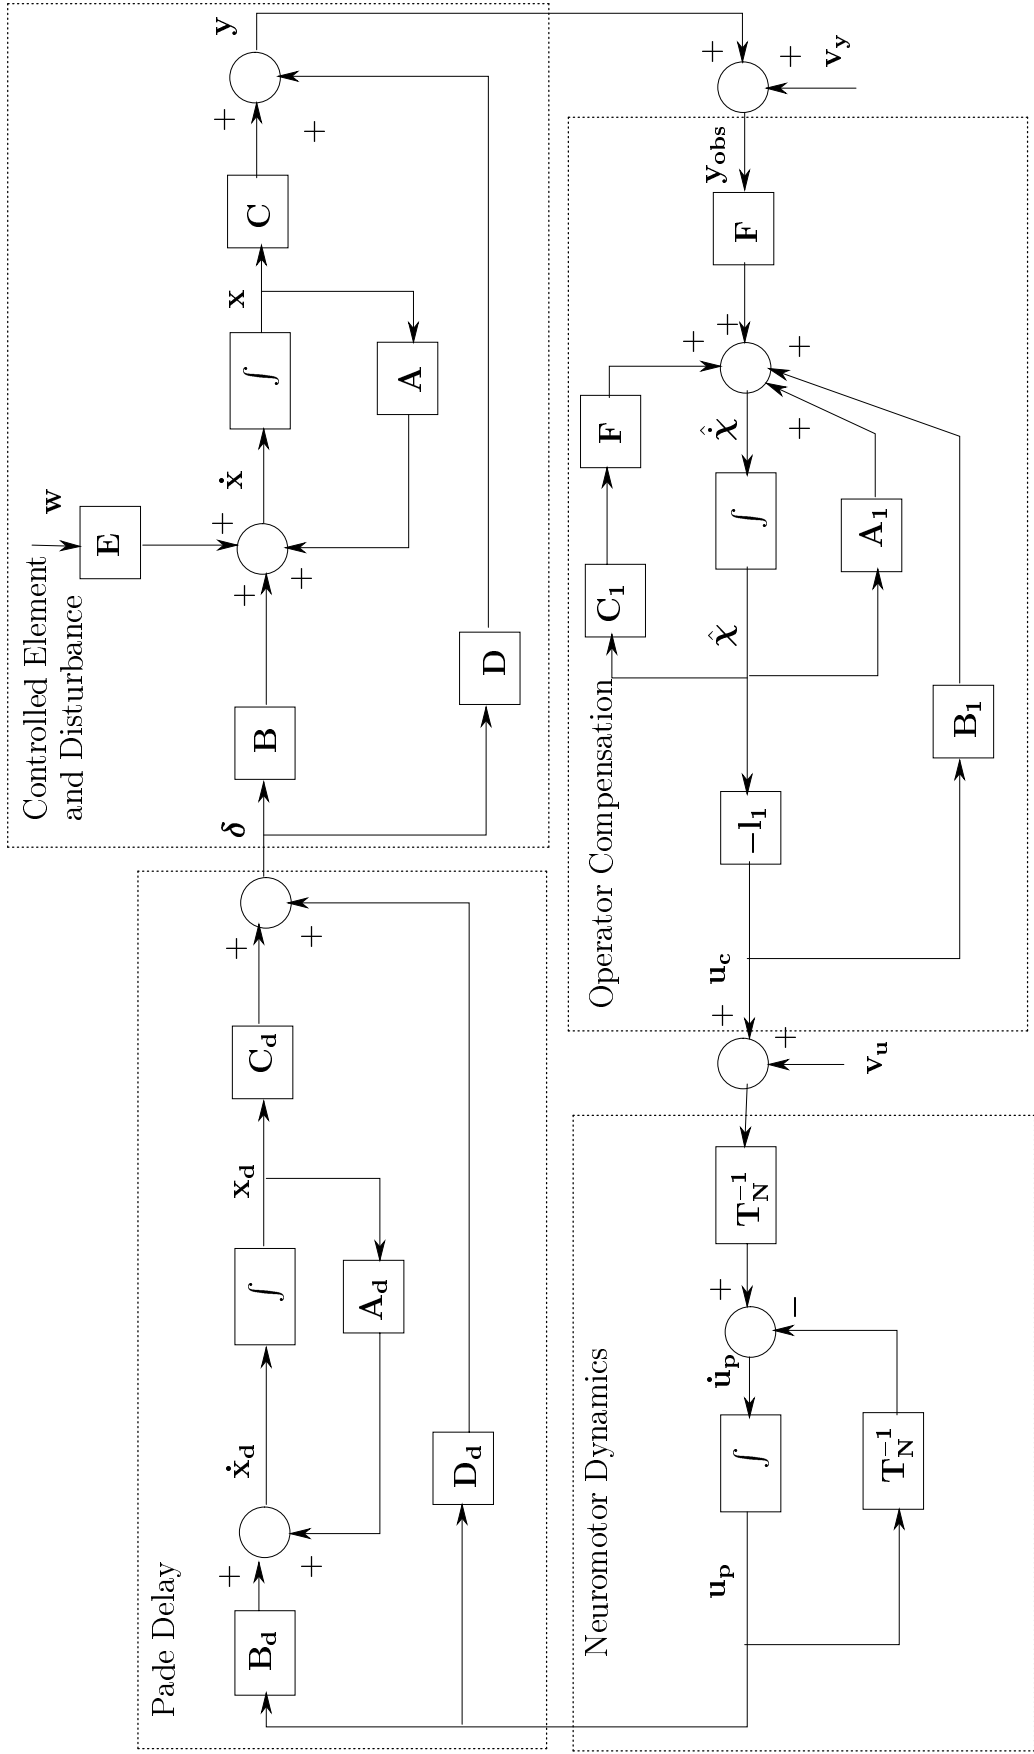 Pade Delay
B_d
+
+
ẋ_d
∫
x_d
A_d
C_d
+
+
D_d
Controlled Element
and Disturbance
δ
B
w
E
+
+
+
ẋ
∫
x
A
C
+
+
y
D
Neuromotor Dynamics
u_p
∫
u̇_p
+
−
T_N^{−1}
T_N^{−1}
v_u
+
+
Operator Compensation
u_c
−l_1
χ̂
C_1
F
∫
χ̂̇
A_1
B_1
+
+
+
+
F
y_obs
+
+
v_y